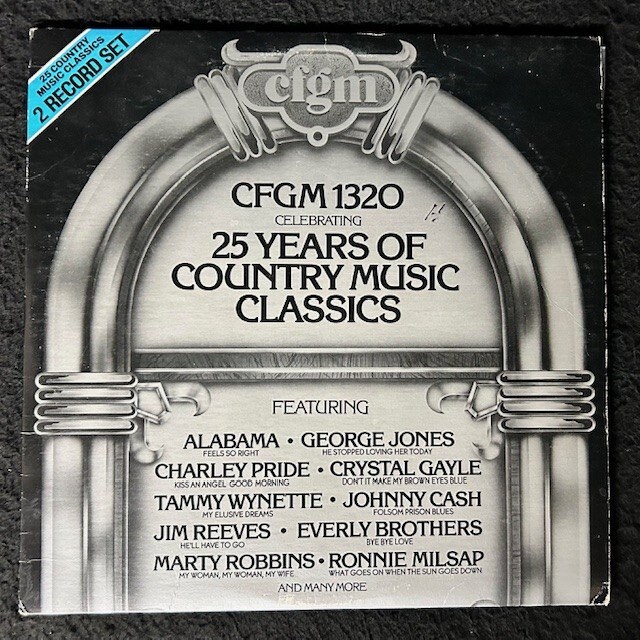 25 COUNTRY
MUSIC CLASSICS
2 RECORD SET
cfgm
CFGM 1320
CELEBRATING
25 YEARS OF
COUNTRY MUSIC
CLASSICS
FEATURING
ALABAMA • GEORGE JONES
FEELS SO RIGHT HE STOPPED LOVING HER TODAY
CHARLEY PRIDE • CRYSTAL GAYLE
KISS AN ANGEL GOOD MORNING DON'T IT MAKE MY BROWN EYES BLUE
TAMMY WYNETTE • JOHNNY CASH
MY ELUSIVE DREAMS FOLSOM PRISON BLUES
JIM REEVES • EVERLY BROTHERS
HE'LL HAVE TO GO BYE BYE LOVE
MARTY ROBBINS • RONNIE MILSAP
MY WOMAN, MY WOMAN, MY WIFE WHAT GOES ON WHEN THE SUN GOES DOWN
AND MANY MORE